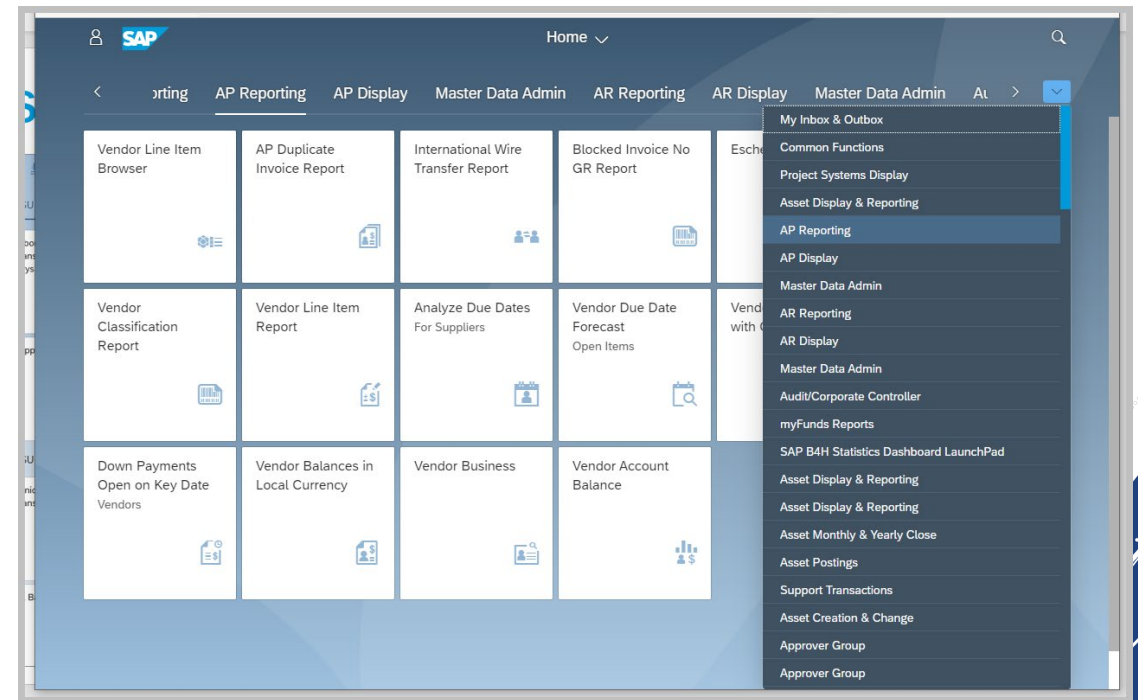 SAP
Home
orting AP Reporting AP Display Master Data Admin AR Reporting AR Display Master Data Admin
Vendor Line Item
Browser
AP Duplicate
Invoice Report
International Wire
Transfer Report
Blocked Invoice No
GR Report
Esche
Vendor
Classification
Report
Vendor Line Item
Report
Analyze Due Dates
For Suppliers
Vendor Due Date
Forecast
Open Items
Vend
with
Down Payments
Open on Key Date
Vendors
Vendor Balances in
Local Currency
Vendor Business
Vendor Account
Balance
My Inbox & Outbox
Common Functions
Project Systems Display
Asset Display & Reporting
AP Reporting
AP Display
Master Data Admin
AR Reporting
AR Display
Master Data Admin
Audit/Corporate Controller
myFunds Reports
SAP B4H Statistics Dashboard LaunchPad
Asset Display & Reporting
Asset Display & Reporting
Asset Monthly & Yearly Close
Asset Postings
Support Transactions
Asset Creation & Change
Approver Group
Approver Group